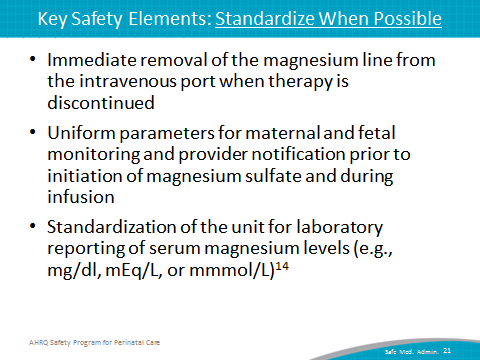 Key Safety Elements: Standardize When Possible
• Immediate removal of the magnesium line from
the intravenous port when therapy is
discontinued
• Uniform parameters for maternal and fetal
monitoring and provider notification prior to
initiation of magnesium sulfate and during
infusion
• Standardization of the unit for laboratory
reporting of serum magnesium levels (e.g.,
mg/dl, mEq/L, or mmmol/L)14
AHRQ Safety Program for Perinatal Care
Safe Medi. Admin. 21